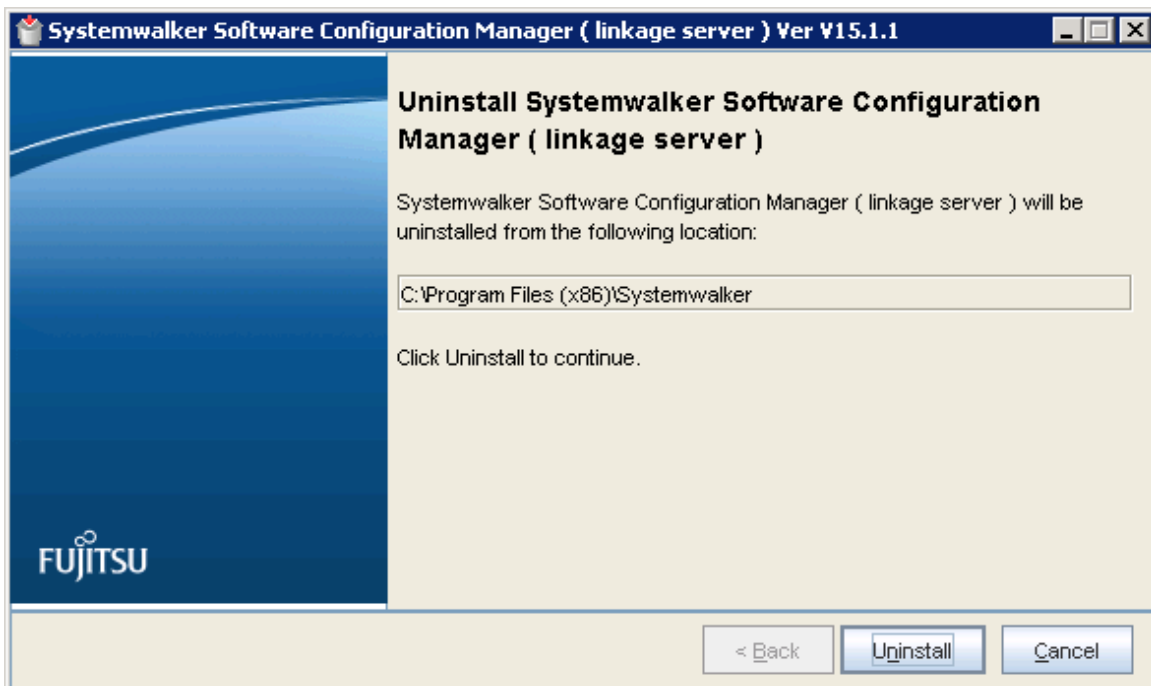 Systemwalker Software Configuration Manager ( linkage server ) Ver V15.1.1
Uninstall Systemwalker Software Configuration
Manager ( linkage server )
Systemwalker Software Configuration Manager ( linkage server ) will be
uninstalled from the following location:
C:\Program Files (x86)\Systemwalker
Click Uninstall to continue.
FUJITSU
< Back
Uninstall
Cancel